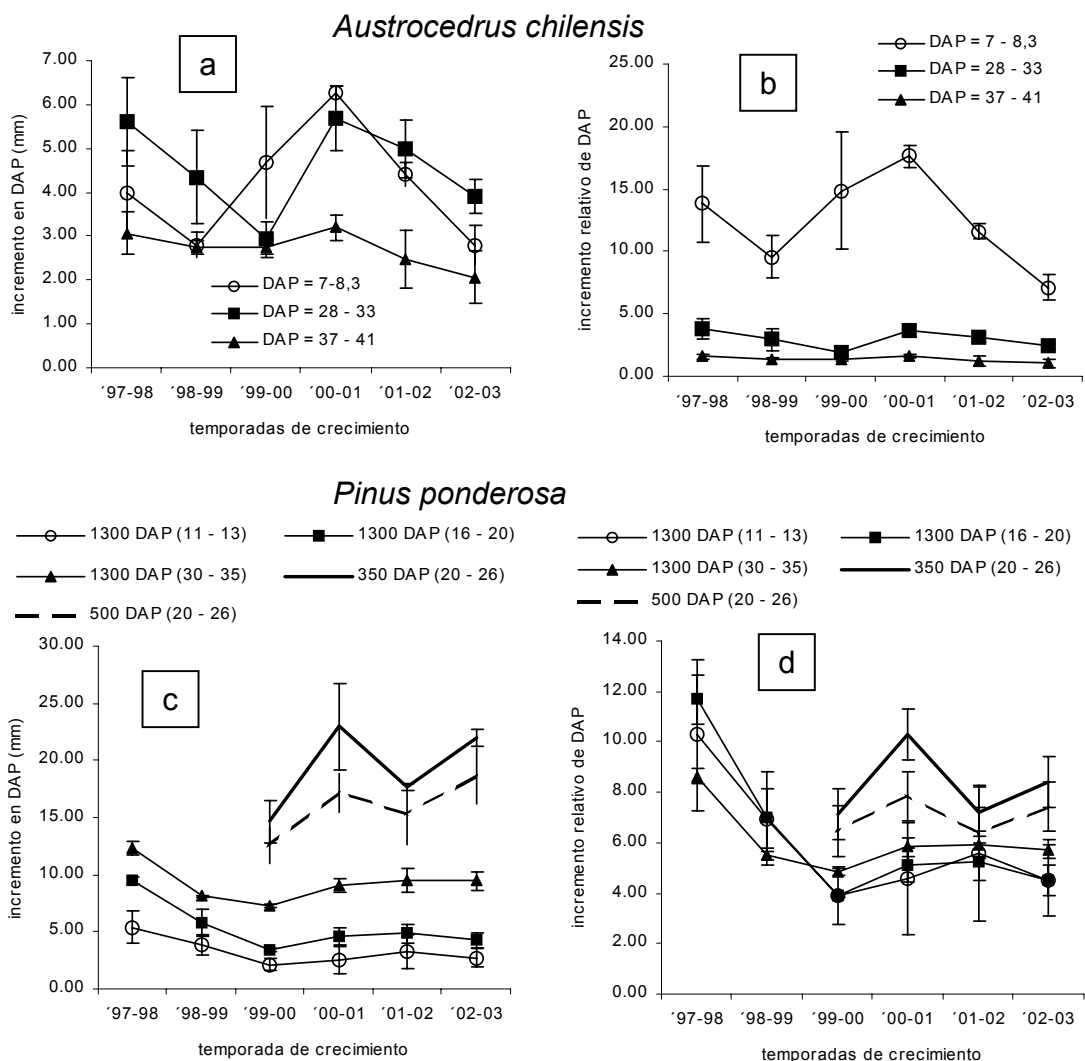 Austrocedrus chilensis
a
incremento en DAP (mm)
7.00
6.00
5.00
4.00
3.00
2.00
1.00
0.00
DAP = 7-8,3
DAP = 28 - 33
DAP = 37 - 41
´97-98 ´98-99 ´99-00 ´00-01 ´01-02 ´02-03
temporadas de crecimiento
b
DAP = 7 - 8,3
DAP = 28 - 33
DAP = 37 - 41
incremento relativo de DAP
25.00
20.00
15.00
10.00
5.00
0.00
´97-98 ´98-99 ´99-00 ´00-01 ´01-02 ´02-03
temporadas de crecimiento
Pinus ponderosa
1300 DAP (11 - 13) 1300 DAP (16 - 20)
1300 DAP (30 - 35) 350 DAP (20 - 26)
500 DAP (20 - 26)
c
incremento en DAP (mm)
30.00
25.00
20.00
15.00
10.00
5.00
0.00
´97-98 ´98-99 ´99-00 ´00-01 ´01-02 ´02-03
temporada de crecimiento
1300 DAP (11 - 13) 1300 DAP (16 - 20)
1300 DAP (30 - 35) 350 DAP (20 - 26)
500 DAP (20 - 26)
d
incremento relativo de DAP
14.00
12.00
10.00
8.00
6.00
4.00
2.00
0.00
´97-98 ´98-99 ´99-00 ´00-01 ´01-02 ´02-03
temporadas de crecimiento